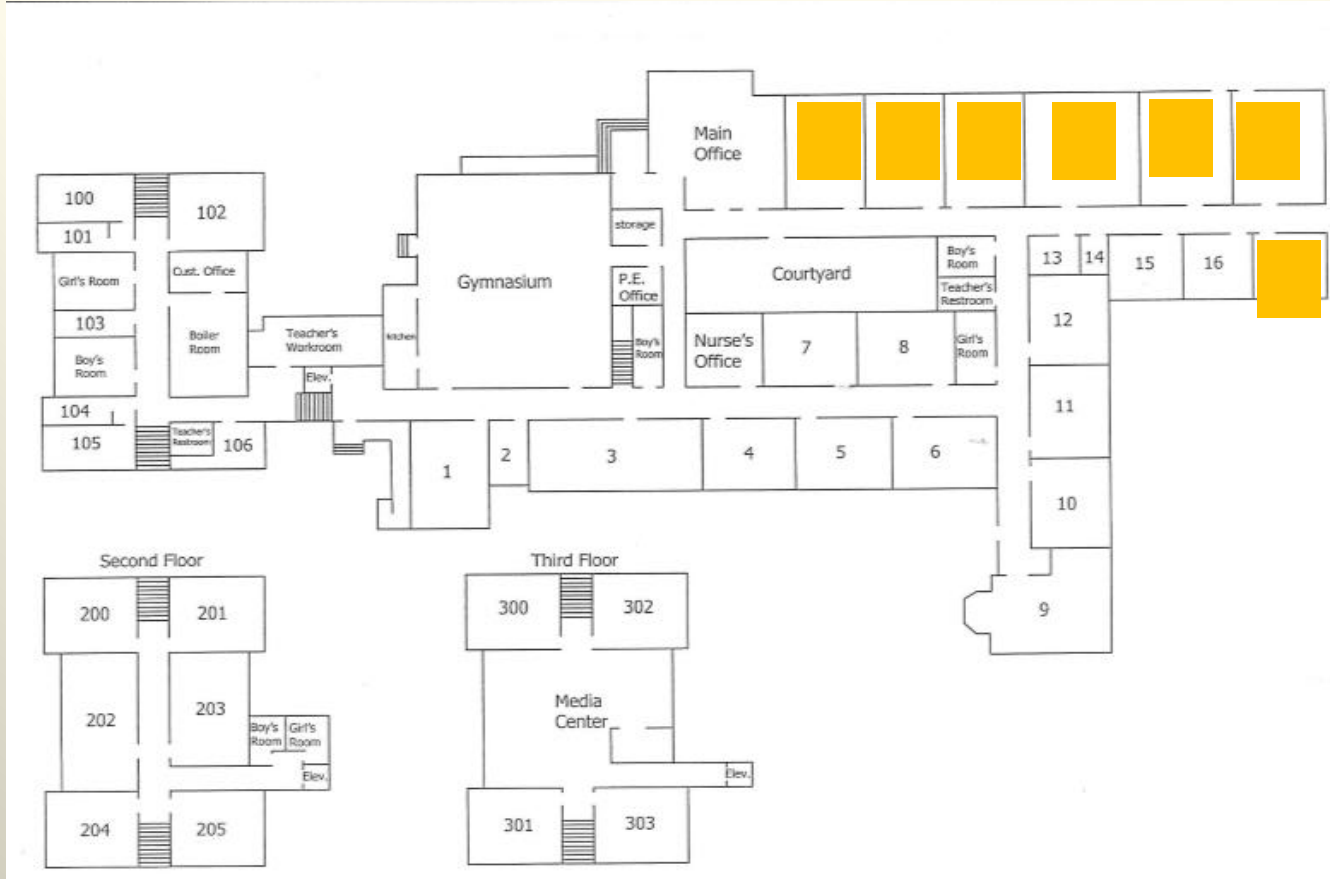 Main
Office
100
101
102
storage
Girl's Room
Cust. Office
Gymnasium
P.E.
Office
Courtyard
Boy's
Room
Teacher's
Restroom
13
14
15
16
103
Boiler
Room
Boy's
Room
Teacher's
Workroom
kitchen
Boy's
Room
Nurse's
Office
7
8
Girl's
Room
12
Elev.
104
105
Teacher's
Restroom
106
1
2
3
4
5
6
11
10
9
Second Floor
200
201
202
203
Boy's
Room
Girl's
Room
Elev.
204
205
Third Floor
300
302
Media
Center
Elev.
301
303